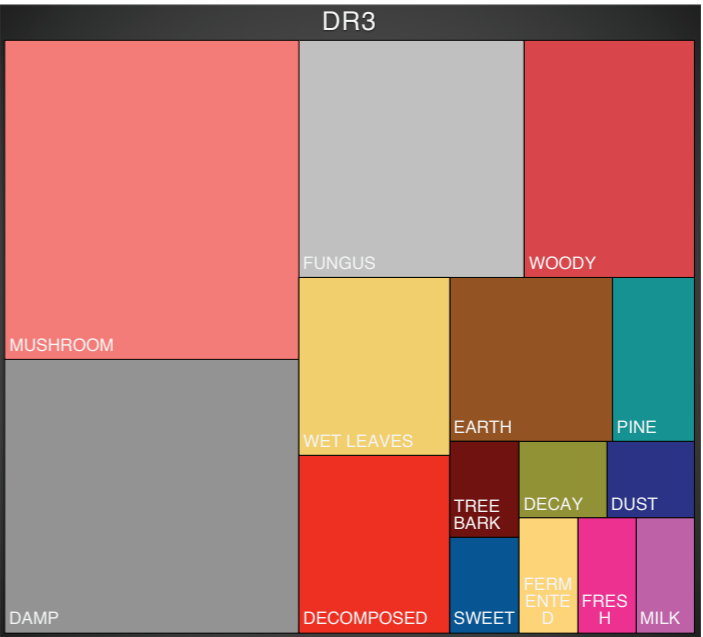 DR3
MUSHROOM
FUNGUS
WOODY
WET LEAVES
EARTH
PINE
TREE
BARK
DECAY
DUST
DAMP
DECOMPOSED
SWEET
FERM
ENTE
D
FRES
H
MILK